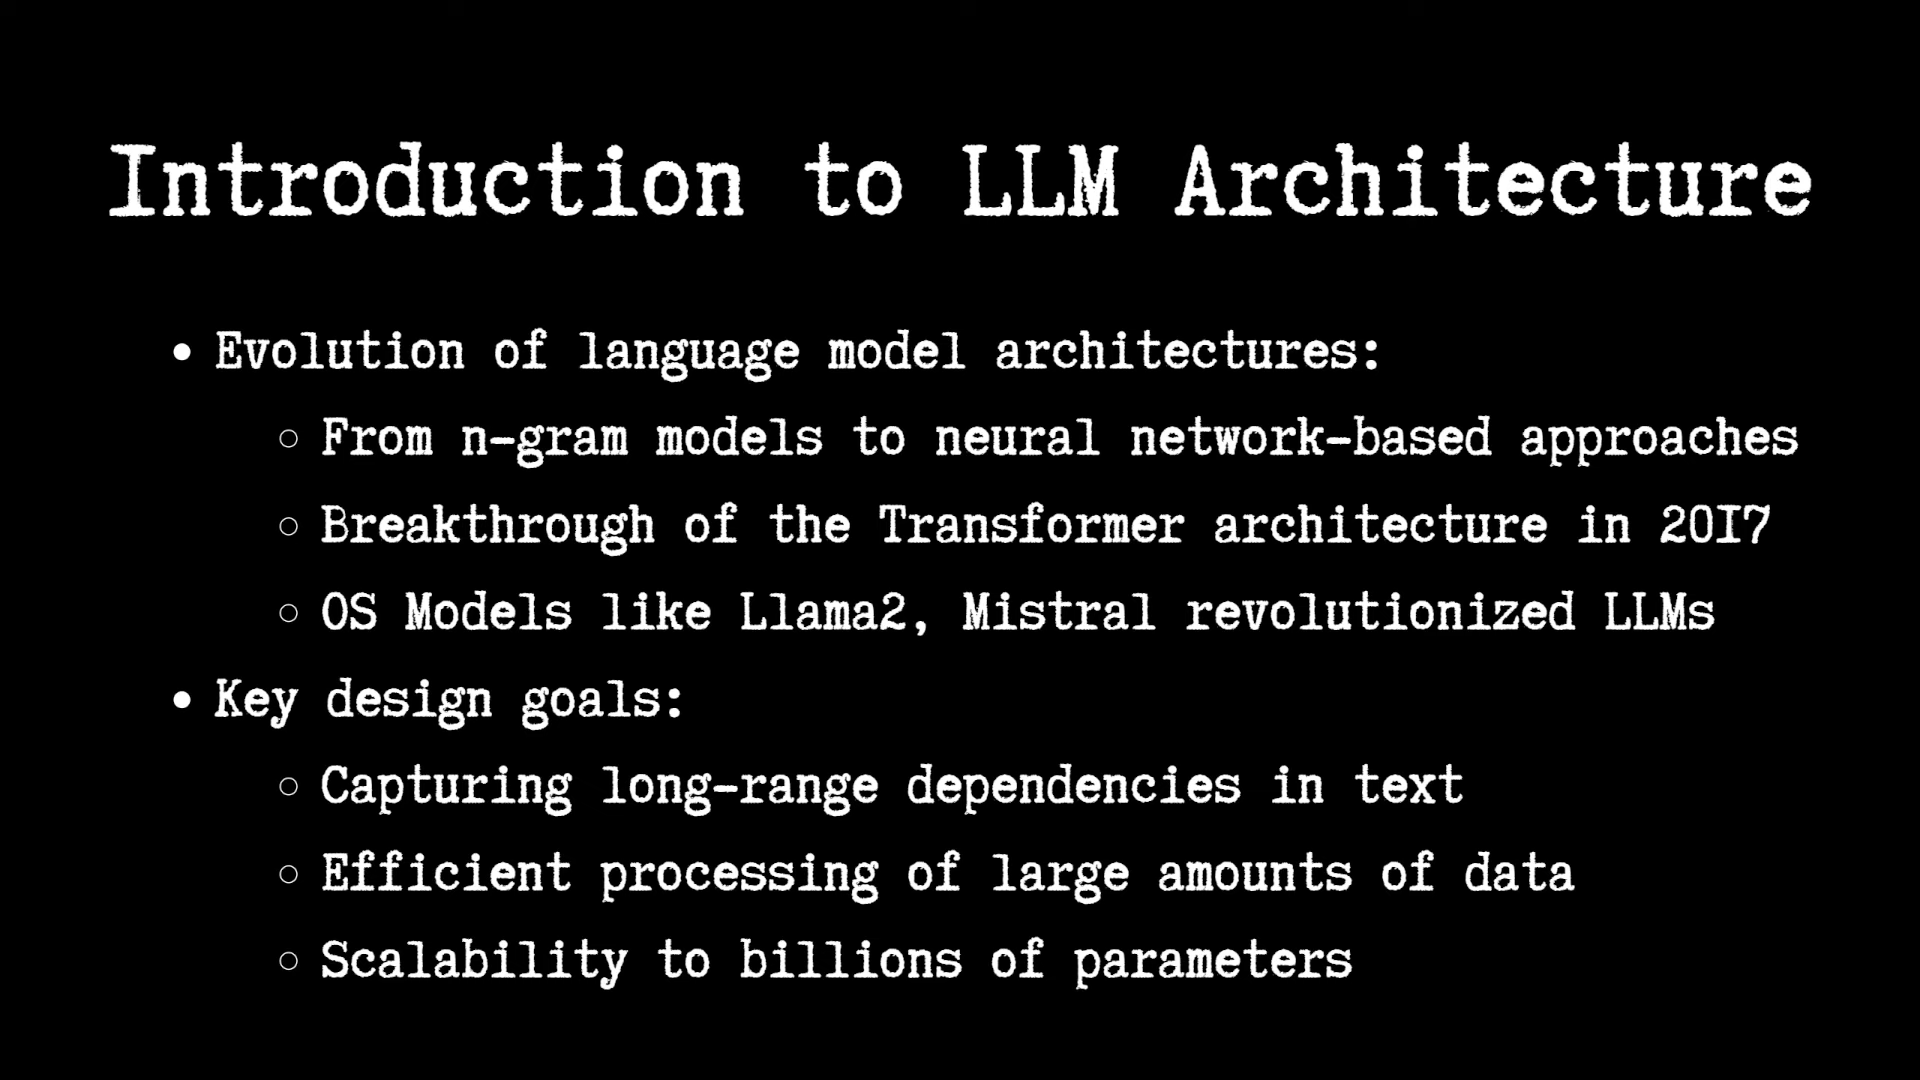 Introduction to LLM Architecture
• Evolution of language model architectures:
○ From n-gram models to neural network-based approaches
○ Breakthrough of the Transformer architecture in 2017
○ OS Models like Llama2, Mistral revolutionized LLMs
• Key design goals:
○ Capturing long-range dependencies in text
○ Efficient processing of large amounts of data
○ Scalability to billions of parameters